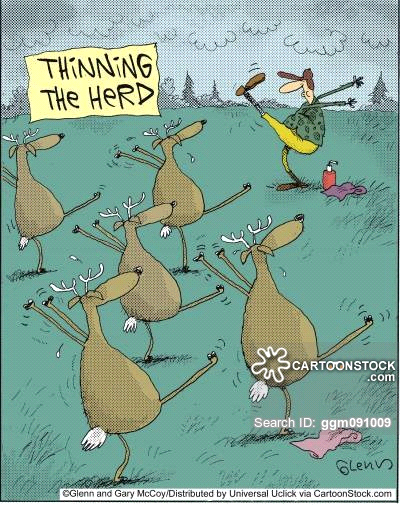 THINNING
THE HERD
CARTOONSTOCK
.com
Search ID: ggm091009
GLENN
©Glenn and Gary McCoy/Distributed by Universal Uclick via CartoonStock.com